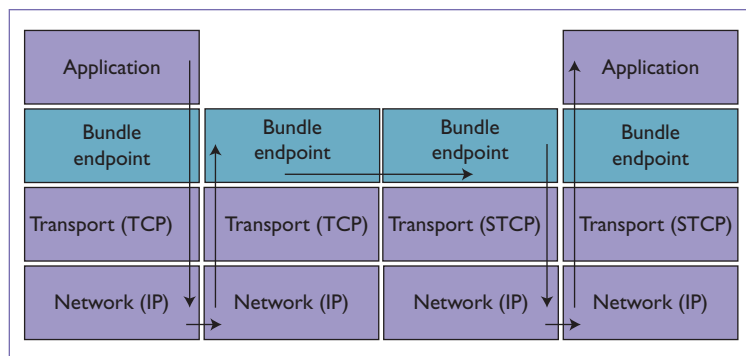 Application
Application
Bundle
endpoint
Bundle
endpoint
Bundle
endpoint
Bundle
endpoint
Transport (TCP)
Transport (TCP)
Transport (STCP)
Transport (STCP)
Network (IP)
Network (IP)
Network (IP)
Network (IP)